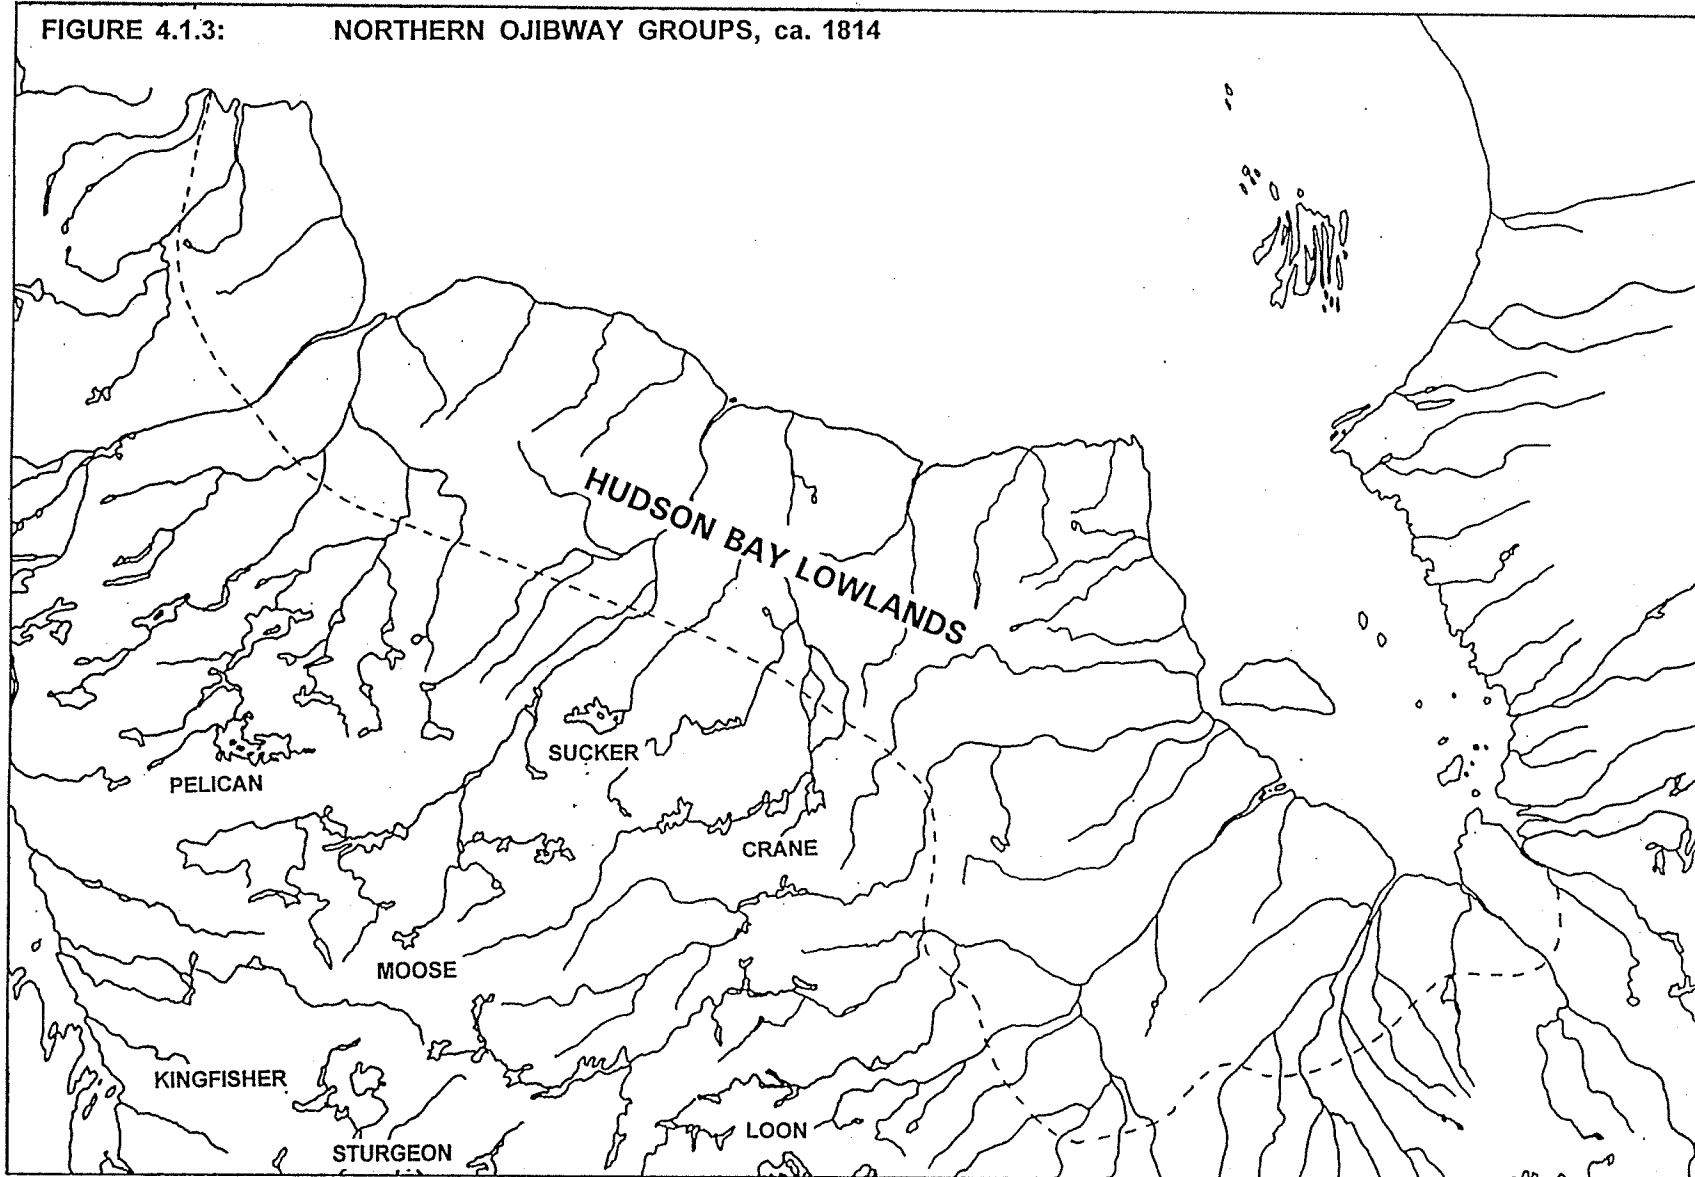 FIGURE 4.1.3: NORTHERN OJIBWAY GROUPS, ca. 1814
HUDSON BAY LOWLANDS
SUCKER
PELICAN
CRANE
MOOSE
KINGFISHER
LOON
STURGEON